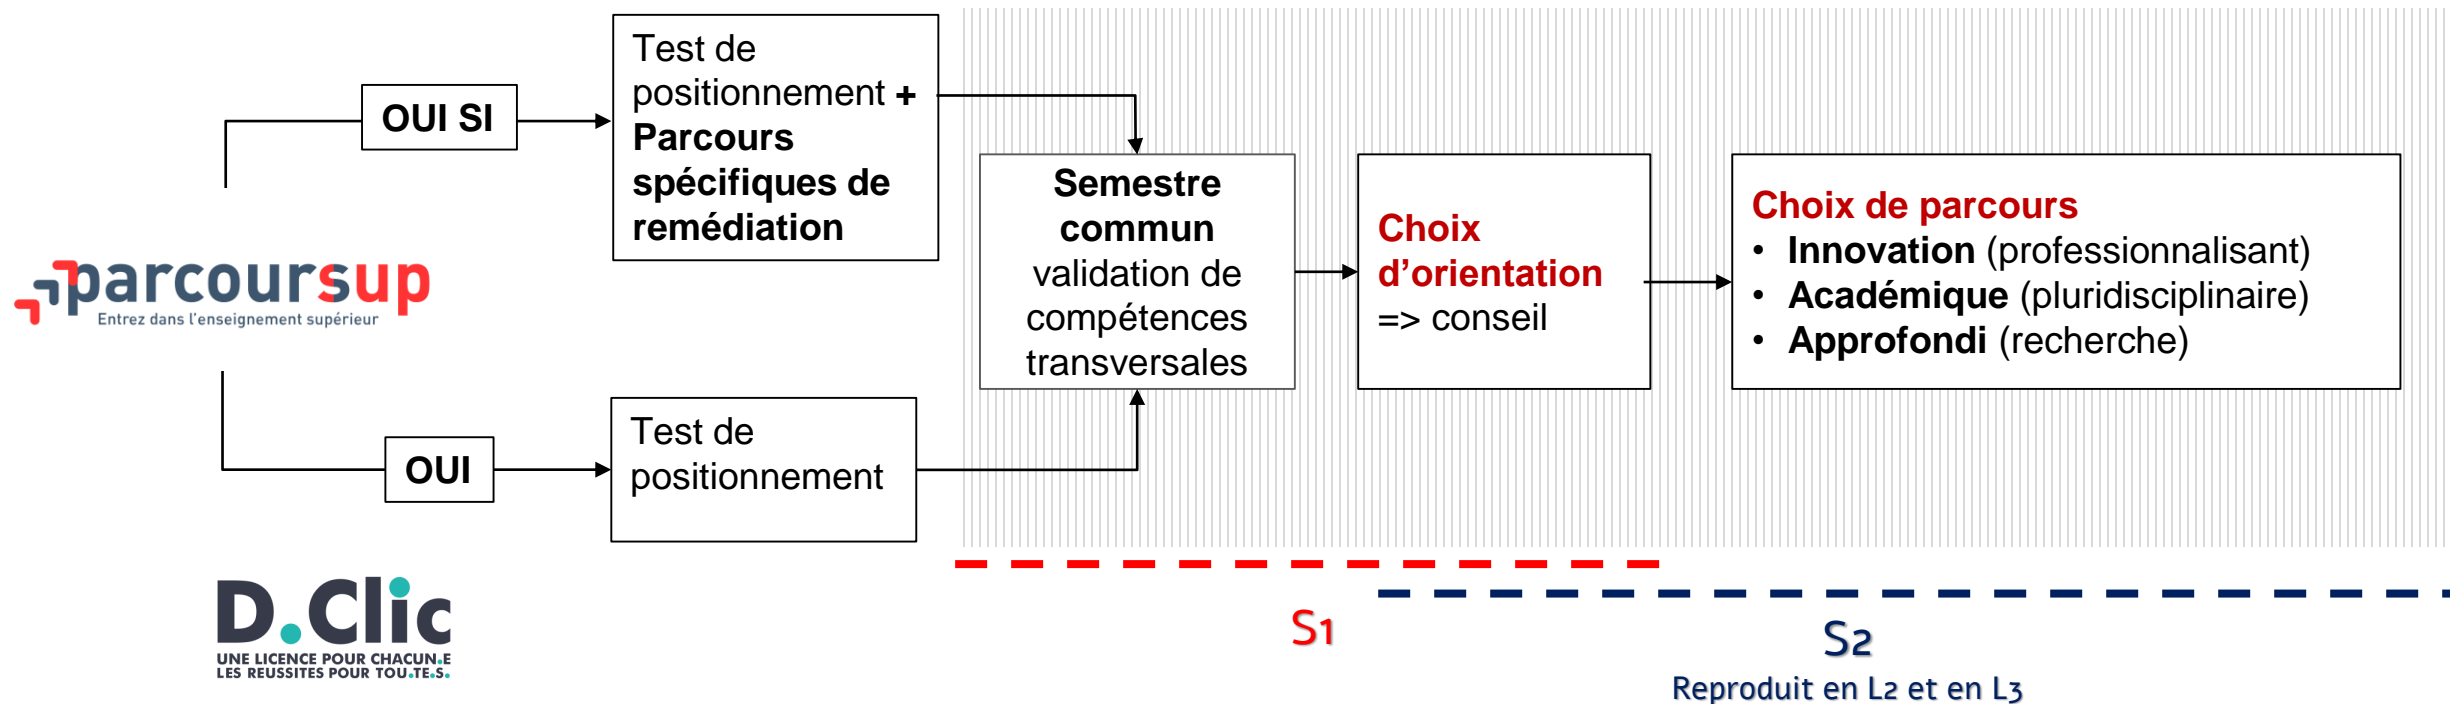 OUI SI
Test de
positionnement +
Parcours
spécifiques de
remédiation
parcoursup
Entrez dans l'enseignement supérieur
OUI
Test de
positionnement
Semestre
commun
validation de
compétences
transversales
Choix
d’orientation
=> conseil
Choix de parcours
• Innovation (professionnalisant)
• Académique (pluridisciplinaire)
• Approfondi (recherche)
D.Clic
UNE LICENCE POUR CHACUN.E
LES REUSSITES POUR TOU.TE.S.
S1
S2
Reproduit en L2 et en L3